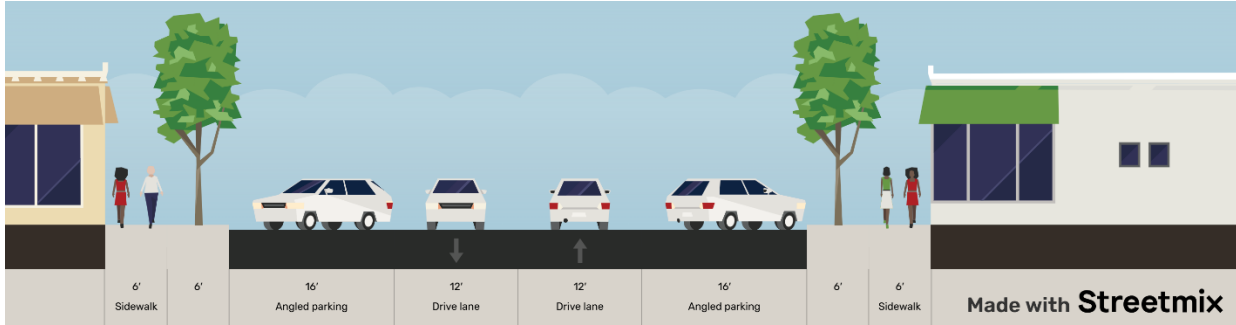 6′ 6′ 16′ 12′ 12′ 16′ 6′ 6′
Sidewalk Angled parking Drive lane Drive lane Angled parking Sidewalk
Made with Streetmix